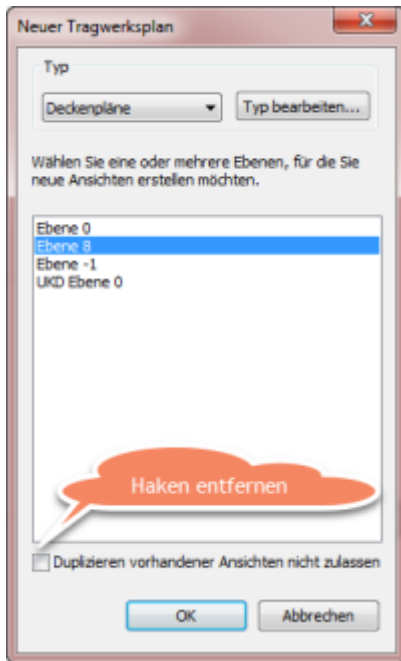 Neuer Tragwerksplan
Typ
Deckenpläne
Typ bearbeiten...
Wählen Sie eine oder mehrere Ebenen, für die Sie
neue Ansichten erstellen möchten.
Ebene 0
Ebene 8
Ebene -1
UKD Ebene 0
Haken entfernen
Duplizieren vorhandener Ansichten nicht zulassen
OK
Abbrechen